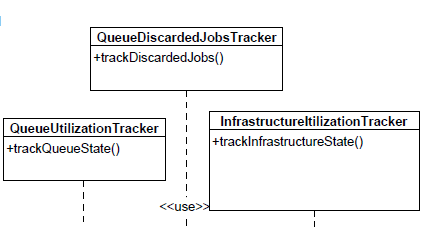 QueueDiscardedJobsTracker
+trackDiscardedJobs()
QueueUtilizationTracker
+trackQueueState()
InfrastructureItilizationTracker
+trackInfrastructureState()
<<use>>